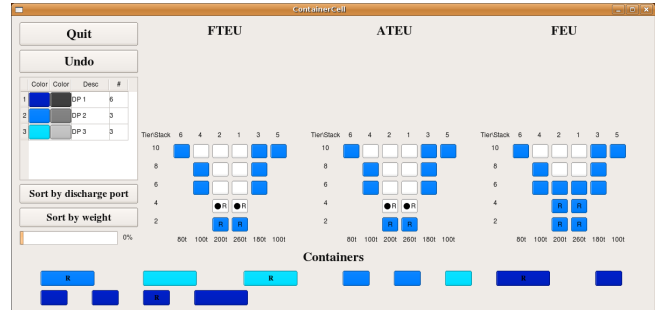 ContainerCell
Quit
Undo
Color Color Desc #
1 DP 1 6
2 DP 2 3
3 DP 3 3
Sort by discharge port
Sort by weight
0%
FTEU ATEU FEU
Tier\Stack 6 4 2 1 3 5 Tier\Stack 6 4 2 1 3 5 Tier\Stack 6 4 2 1 3 5
10 10 10
8 8 8
6 6 6
4 R R 4 R R 4 R R
2 R R 2 R R 2 R R
80t 100t 200t 260t 180t 100t 80t 100t 200t 260t 180t 100t 80t 100t 200t 260t 180t 100t
Containers
R R R
R